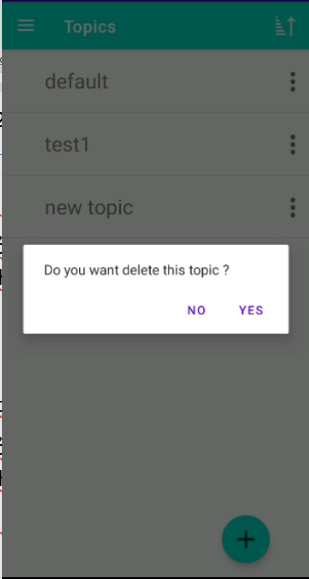 Topics
default
test1
new topic
Do you want delete this topic ?
NO YES